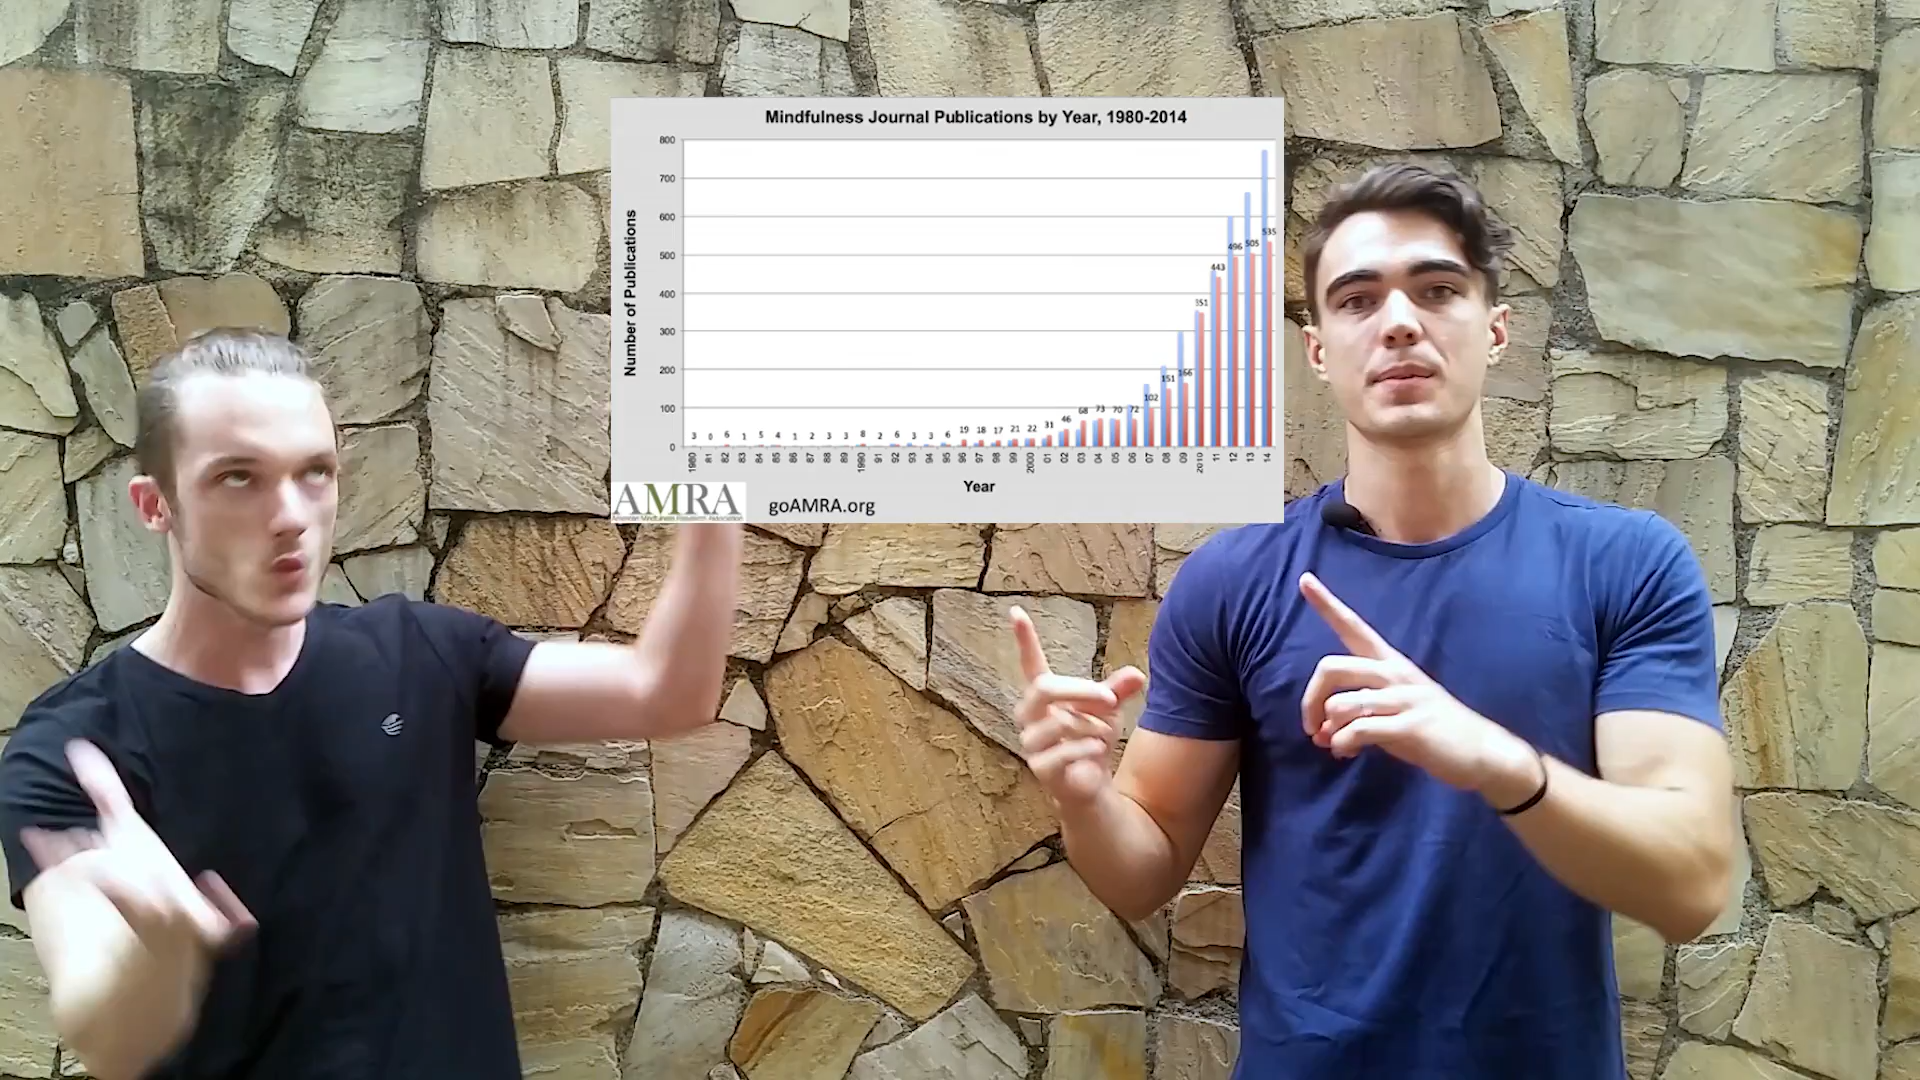 Mindfulness Journal Publications by Year, 1980-2014
Number of Publications
800
700
600
500
400
300
200
100
0
3 0 6 1 5 4 1 2 3 3 8 2 6 3 3 6 19 18 17 21 22 31 46 68 73 70 72 102 151 166 351 443 496 505 535
1980 81 82 83 84 85 86 87 88 89 1990 91 92 93 94 95 96 97 98 99 2000 01 02 03 04 05 06 07 08 09 2010 11 12 13 14
Year
AMRA
American Mindfulness Research Association
goAMRA.org